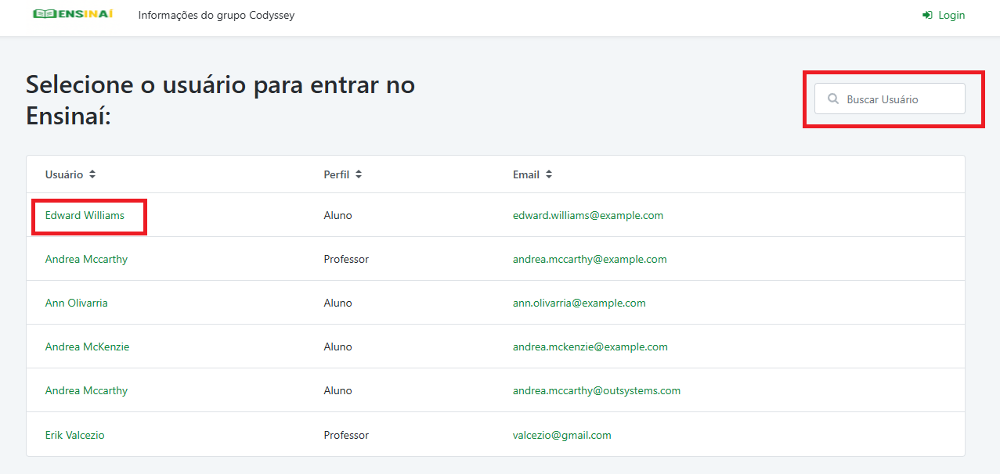 ENSINAÍ Informações do grupo Codyssey Login
Selecione o usuário para entrar no
Ensinaí:
Buscar Usuário
Usuário Perfil Email
Edward Williams Aluno edward.williams@example.com
Andrea Mccarthy Professor andrea.mccarthy@example.com
Ann Olivarria Aluno ann.olivarria@example.com
Andrea McKenzie Aluno andrea.mckenzie@example.com
Andrea Mccarthy Aluno andrea.mccarthy@outsystems.com
Erik Valcezio Professor valcezio@gmail.com